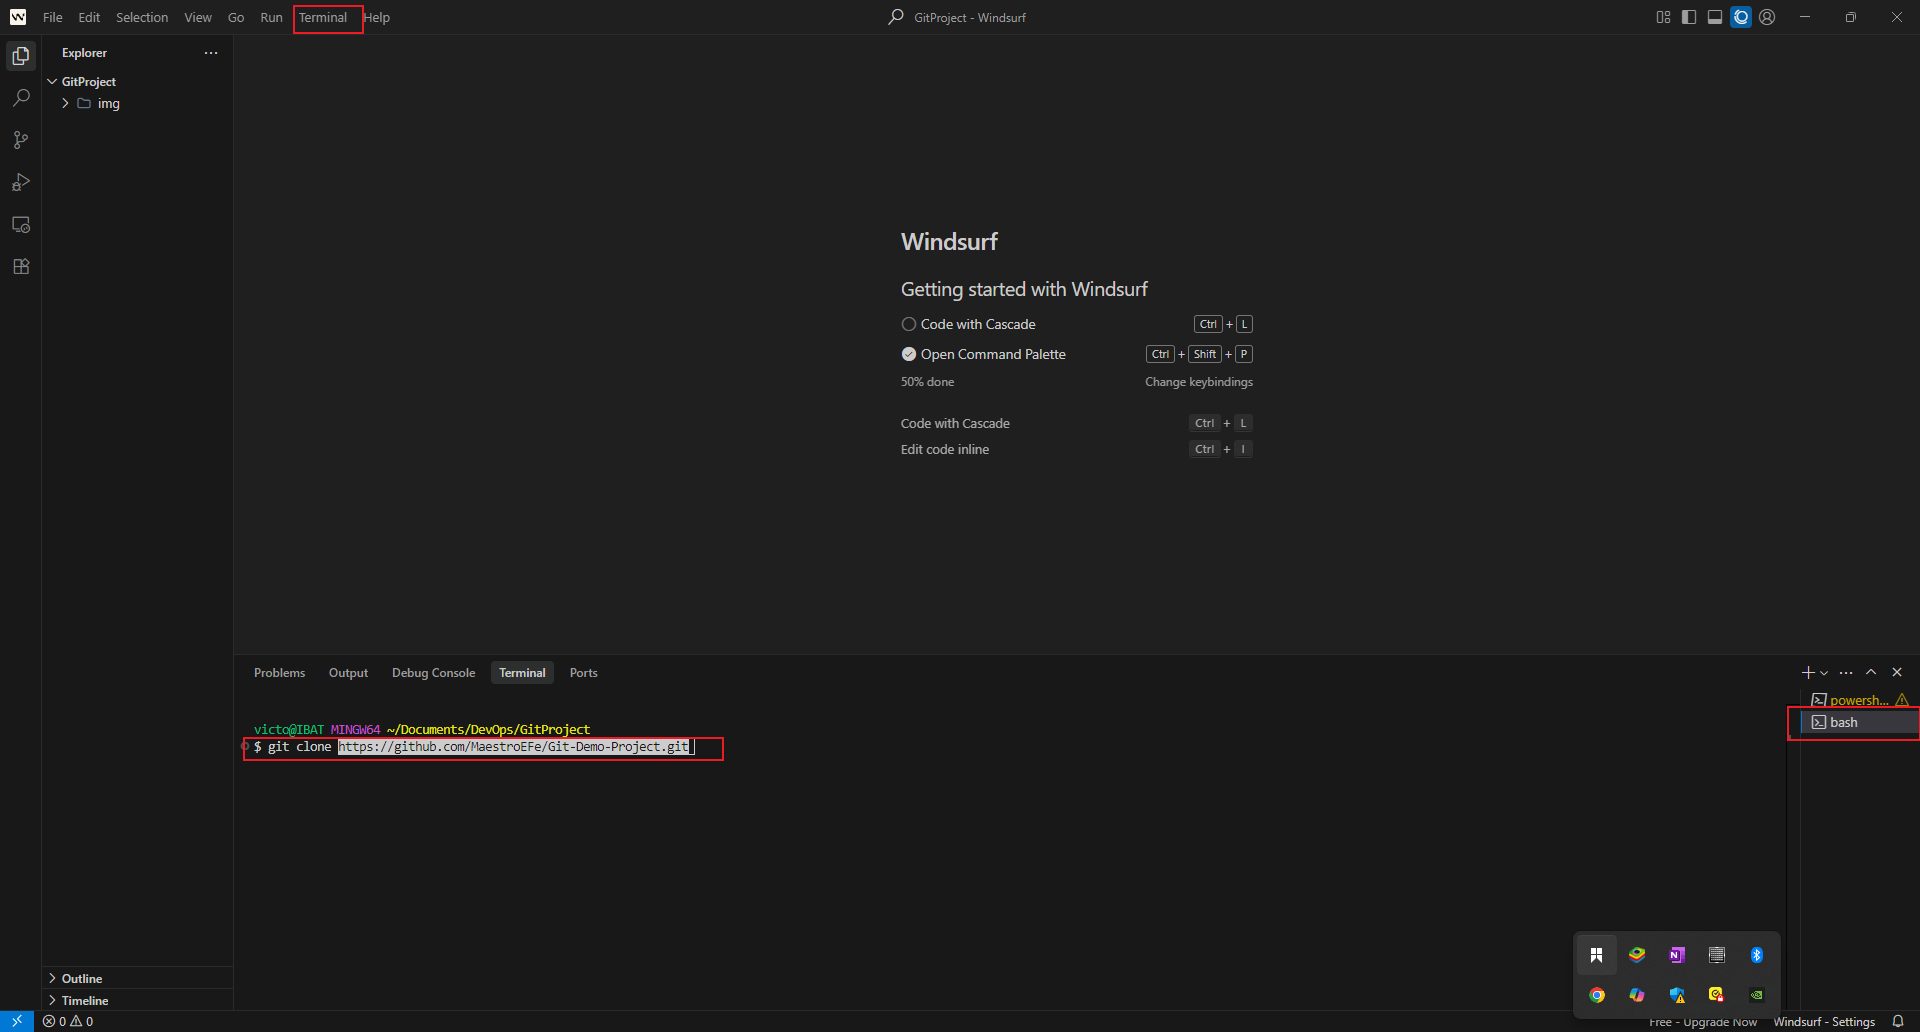 File Edit Selection View Go Run Terminal Help
GitProject - Windsurf
Explorer
GitProject
img
Windsurf
Getting started with Windsurf
Code with Cascade Ctrl + L
Open Command Palette Ctrl + Shift + P
50% done Change keybindings
Code with Cascade Ctrl + L
Edit code inline Ctrl + I
Problems Output Debug Console Terminal Ports
powersh...
bash
victo@IBAT MINGW64 ~/Documents/DevOps/GitProject
$ git clone https://github.com/MaestroEFe/Git-Demo-Project.git
Outline
Timeline
0 0
Free - Upgrade Now Windsurf - Settings